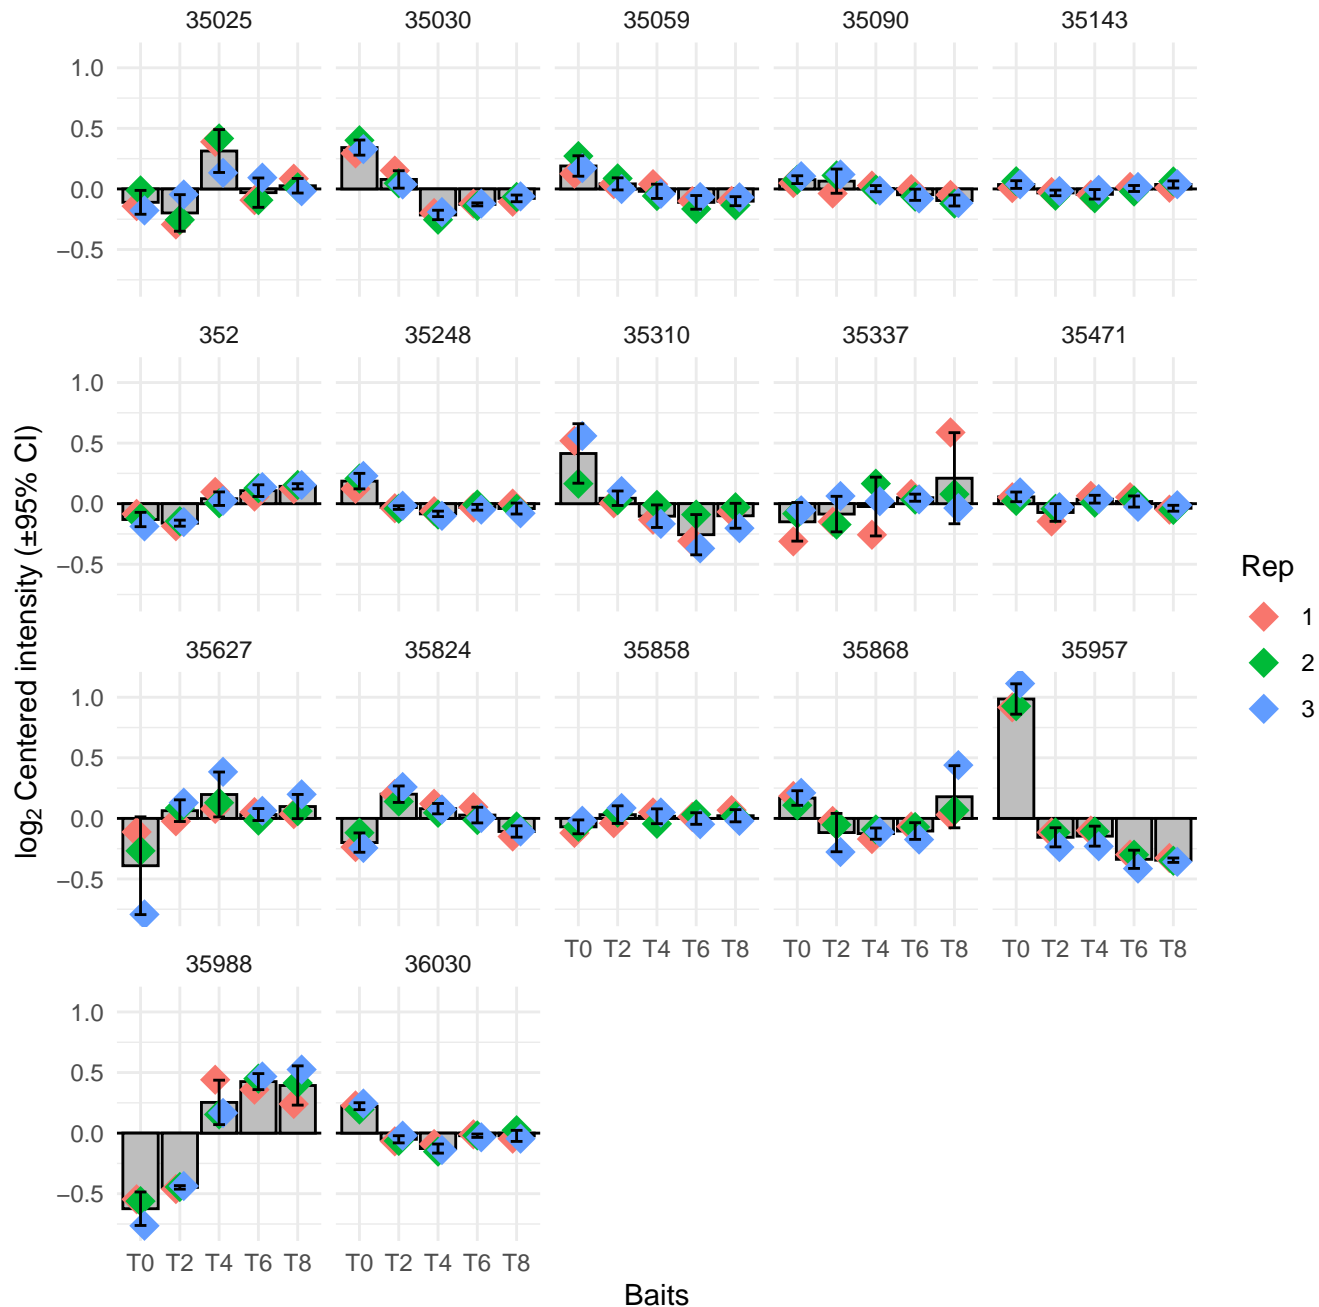 35025 35030 35059 35090 35143
1.0
0.5
0.0
−0.5
352 35248 35310 35337 35471
1.0
0.5
0.0
−0.5
35627 35824 35858 35868 35957
1.0
0.5
0.0
−0.5
T0 T2 T4 T6 T8 T0 T2 T4 T6 T8 T0 T2 T4 T6 T8
35988 36030
1.0
0.5
0.0
−0.5
T0 T2 T4 T6 T8 T0 T2 T4 T6 T8
Baits
log₂ Centered intensity (±95% CI)
Rep
1
2
3